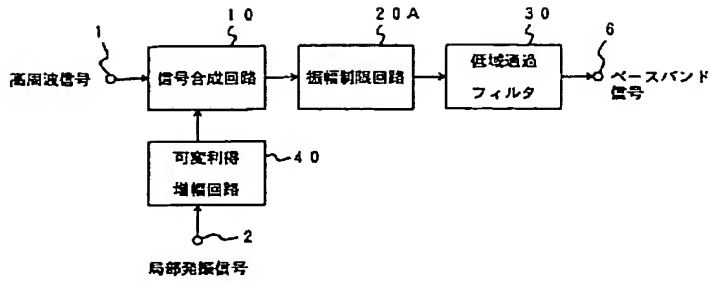 10
20A
30
1
6
高周波信号
信号合成回路
振幅制限回路
低域通過
フィルタ
ベースバンド
信号
可変利得
増幅回路
40
2
局部発振信号